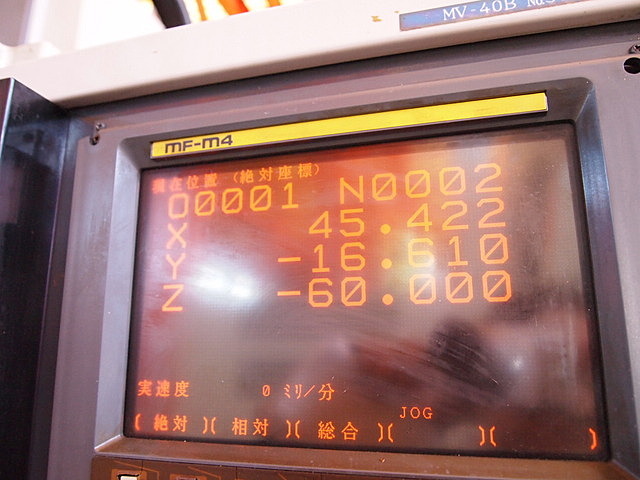 MV-40B
mF-m4
現在位置 (絶対座標)
O0001 N0002
X 45.422
Y -16.610
Z -60.000
実速度 0 ミリ/分
JOG
( 絶対 )( 相対 )( 総合 )( )( )